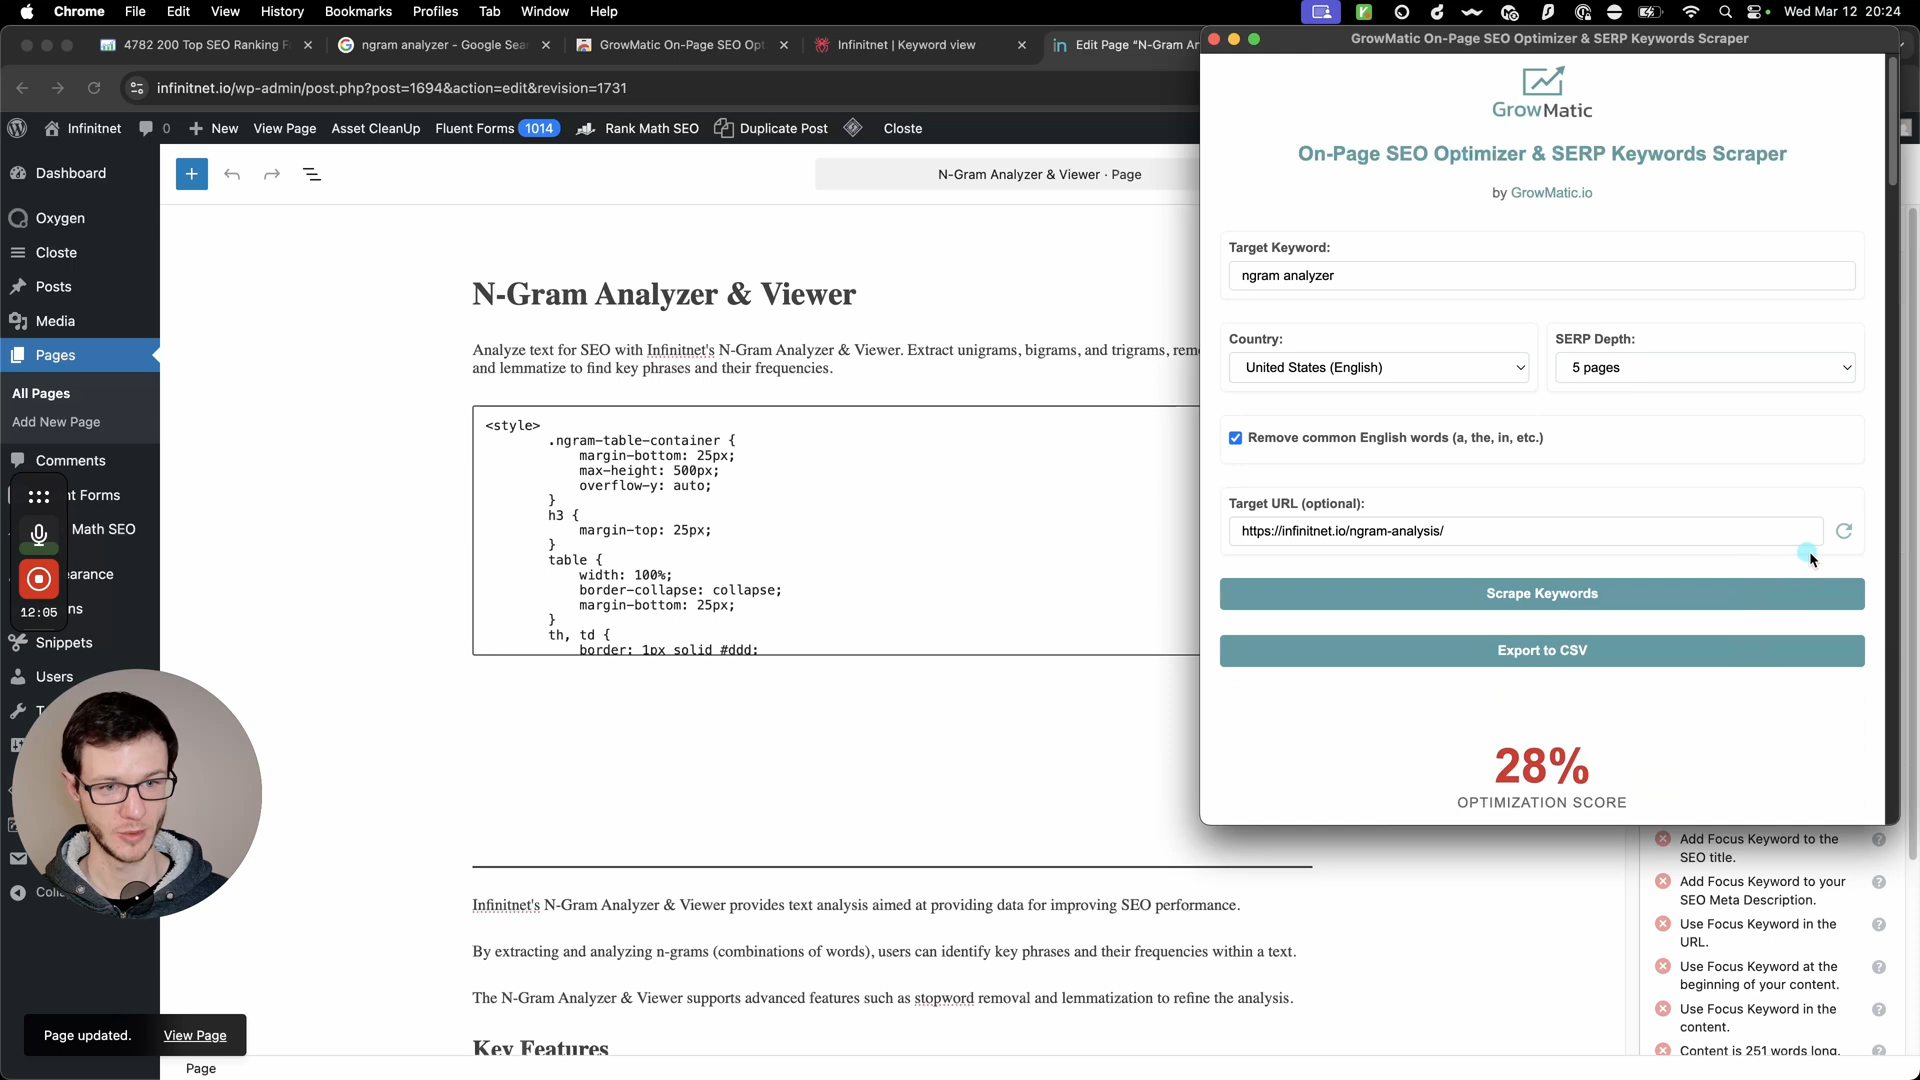 Chrome File Edit View History Bookmarks Profiles Tab Window Help
Wed Mar 12 20:24
4782 200 Top SEO Ranking F
ngram analyzer - Google Sea
GrowMatic On-Page SEO Opt
Infinitnet | Keyword view
Edit Page “N-Gram Ar
infinitnet.io/wp-admin/post.php?post=1694&action=edit&revision=1731
Infinitnet 0 New View Page Asset CleanUp Fluent Forms 1014 Rank Math SEO Duplicate Post Closte
Dashboard
Oxygen
Closte
Posts
Media
Pages
All Pages
Add New Page
Comments
t Forms
Math SEO
earance
ns
Snippets
Users
T
Coll
12:05
Page updated. View Page
Page
N-Gram Analyzer & Viewer · Page
N-Gram Analyzer & Viewer
Analyze text for SEO with Infinitnet's N-Gram Analyzer & Viewer. Extract unigrams, bigrams, and trigrams, rem
and lemmatize to find key phrases and their frequencies.
<style>
.ngram-table-container {
margin-bottom: 25px;
max-height: 500px;
overflow-y: auto;
}
h3 {
margin-top: 25px;
}
table {
width: 100%;
border-collapse: collapse;
margin-bottom: 25px;
}
th, td {
border: 1px solid #ddd;
Infinitnet's N-Gram Analyzer & Viewer provides text analysis aimed at providing data for improving SEO performance.
By extracting and analyzing n-grams (combinations of words), users can identify key phrases and their frequencies within a text.
The N-Gram Analyzer & Viewer supports advanced features such as stopword removal and lemmatization to refine the analysis.
Key Features
GrowMatic On-Page SEO Optimizer & SERP Keywords Scraper
GrowMatic
On-Page SEO Optimizer & SERP Keywords Scraper
by GrowMatic.io
Target Keyword:
ngram analyzer
Country:
United States (English)
SERP Depth:
5 pages
Remove common English words (a, the, in, etc.)
Target URL (optional):
https://infinitnet.io/ngram-analysis/
Scrape Keywords
Export to CSV
28%
OPTIMIZATION SCORE
Add Focus Keyword to the
SEO title.
Add Focus Keyword to your
SEO Meta Description.
Use Focus Keyword in the
URL.
Use Focus Keyword at the
beginning of your content.
Use Focus Keyword in the
content.
Content is 251 words long.